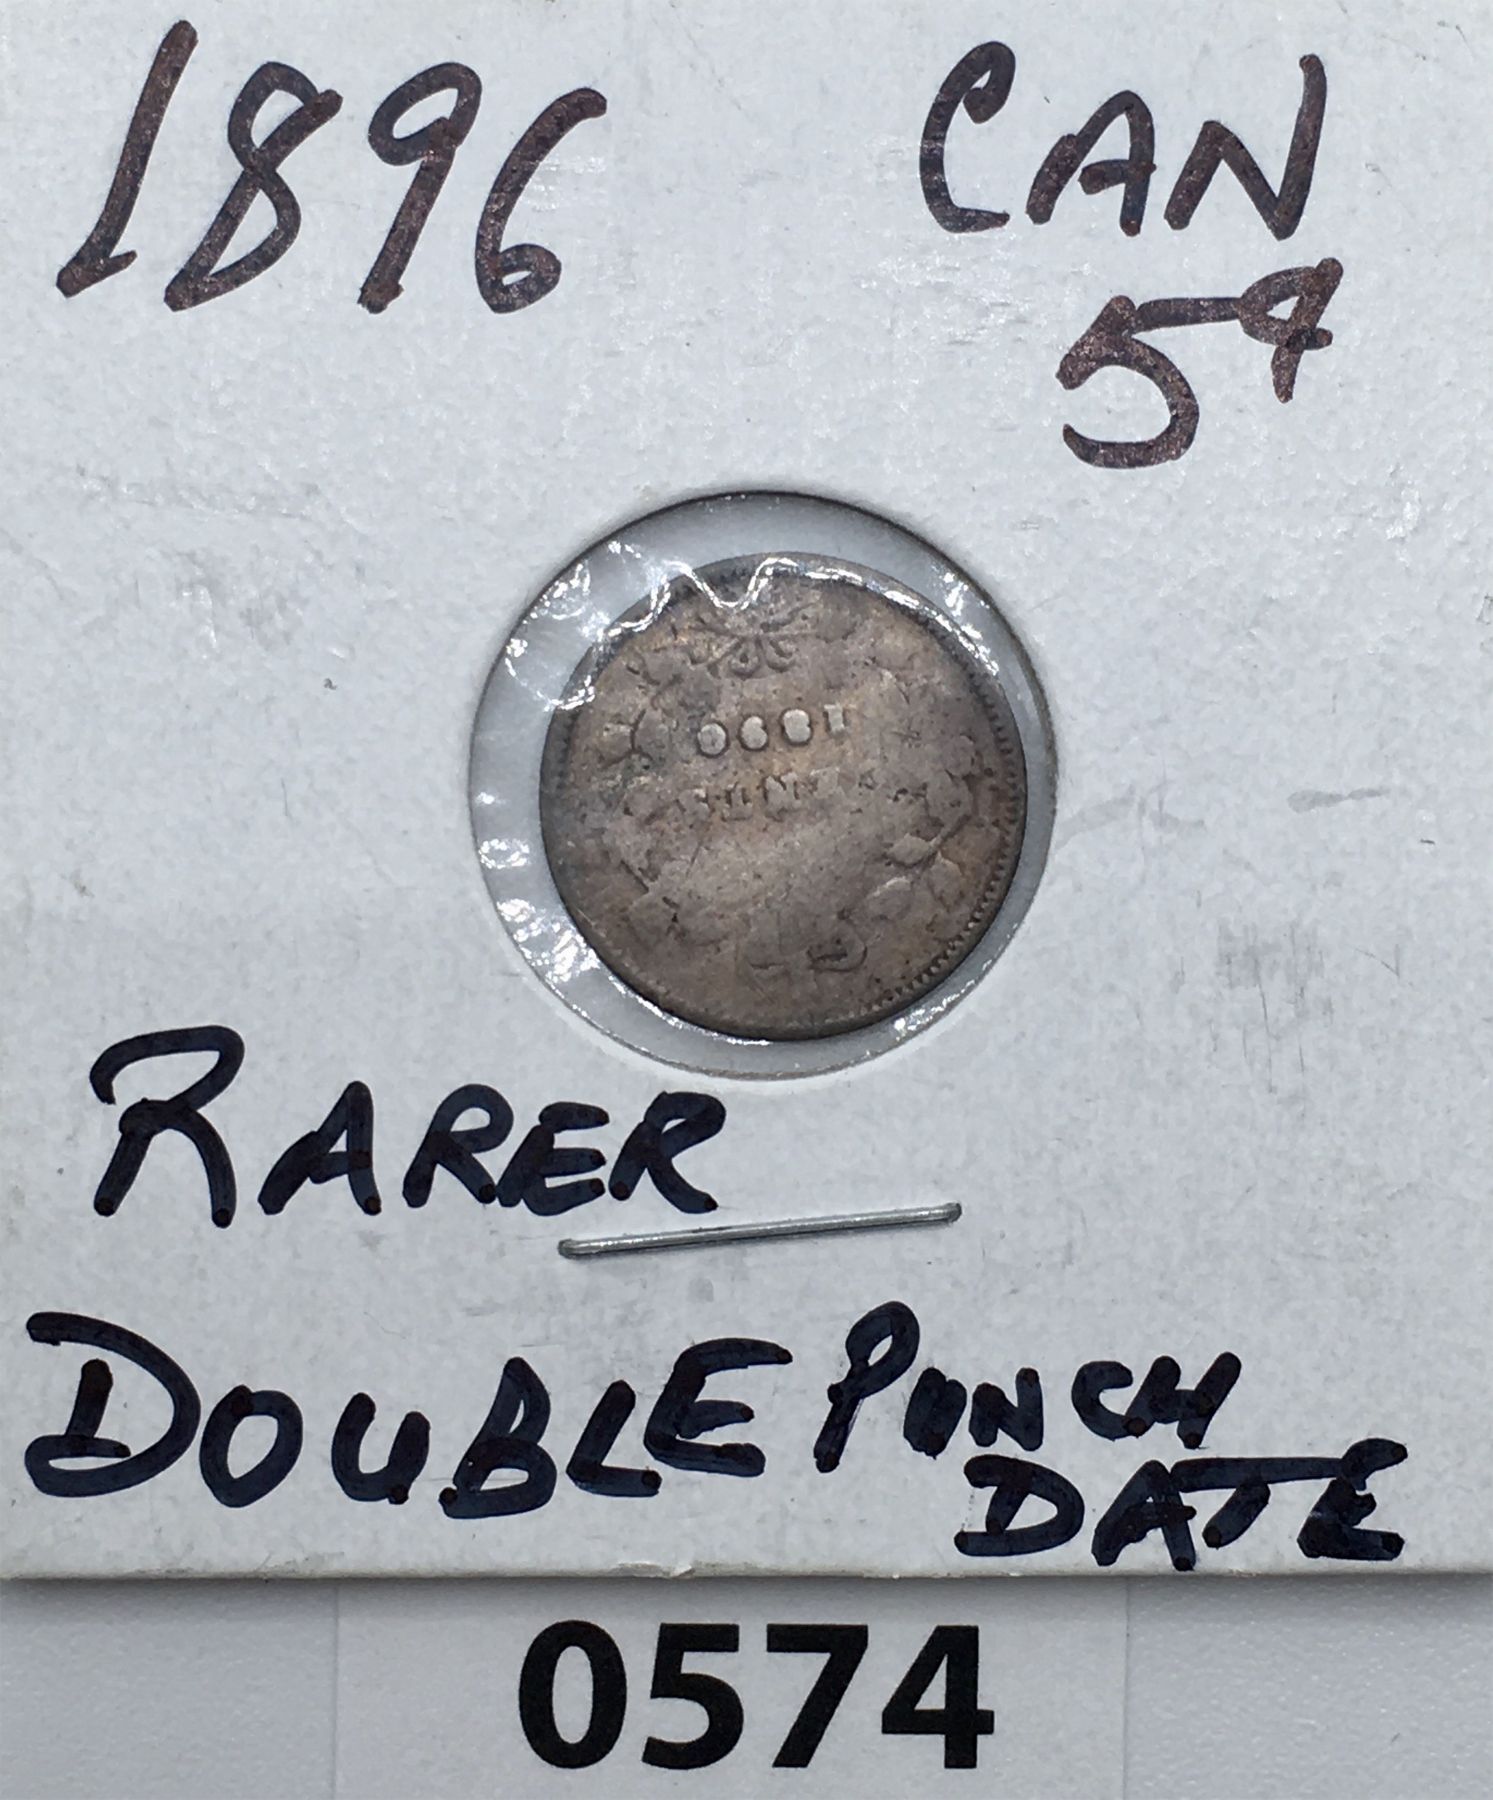 1896 CAN
5¢
RARER
DOUBLE PUNCH
DATE
0574